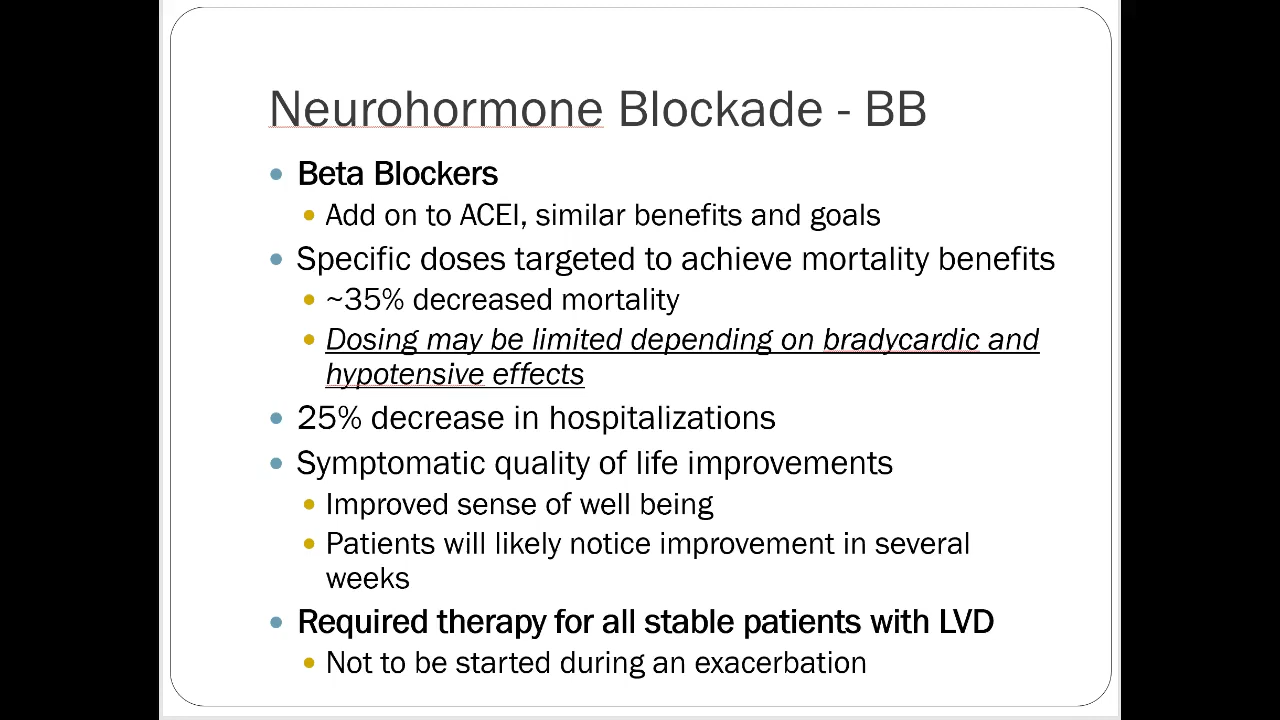 Neurohormone Blockade - BB
• Beta Blockers
• Add on to ACEI, similar benefits and goals
• Specific doses targeted to achieve mortality benefits
• ~35% decreased mortality
• Dosing may be limited depending on bradycardic and
hypotensive effects
• 25% decrease in hospitalizations
• Symptomatic quality of life improvements
• Improved sense of well being
• Patients will likely notice improvement in several
weeks
• Required therapy for all stable patients with LVD
• Not to be started during an exacerbation